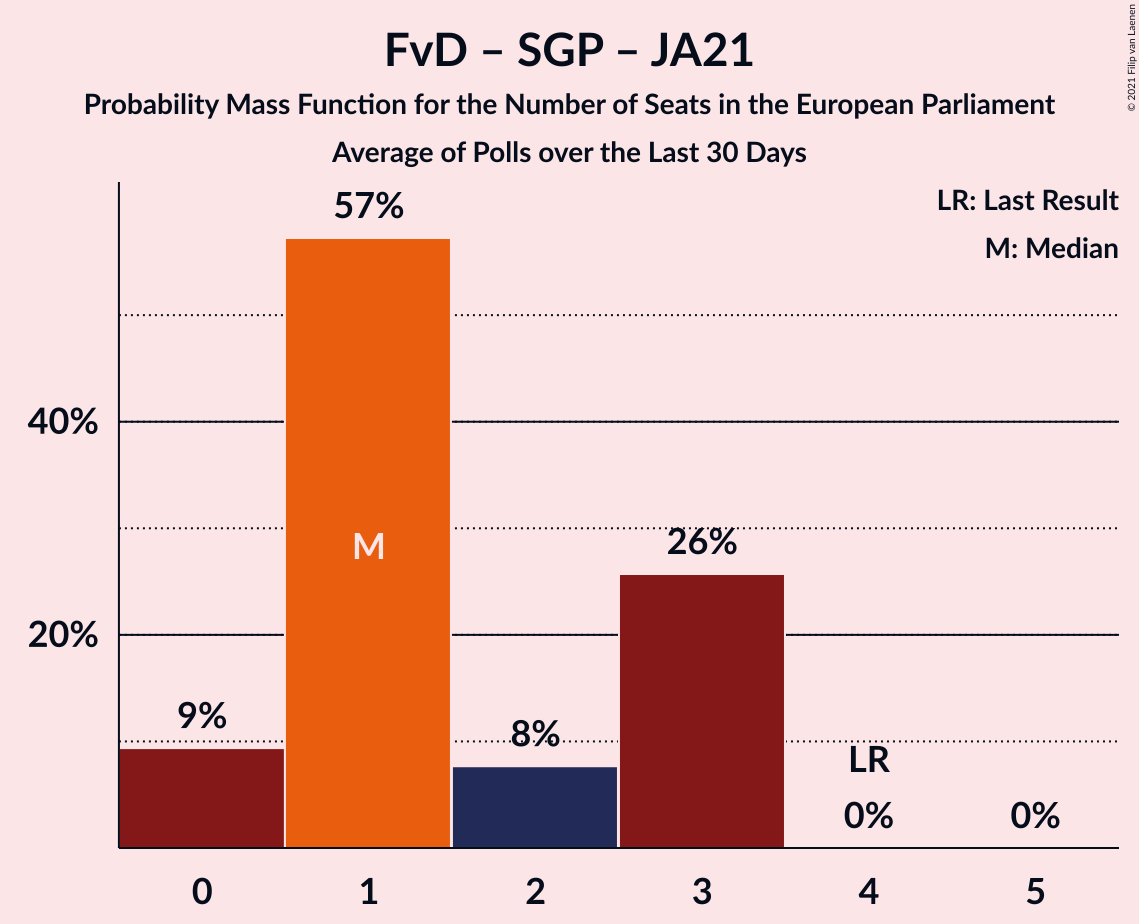 FvD – SGP – JA21
Probability Mass Function for the Number of Seats in the European Parliament
Average of Polls over the Last 30 Days
© 2021 Filip van Laenen
LR: Last Result
M: Median
57%
40%
M
26%
20%
9%
8%
LR
0%
0%
0 1 2 3 4 5